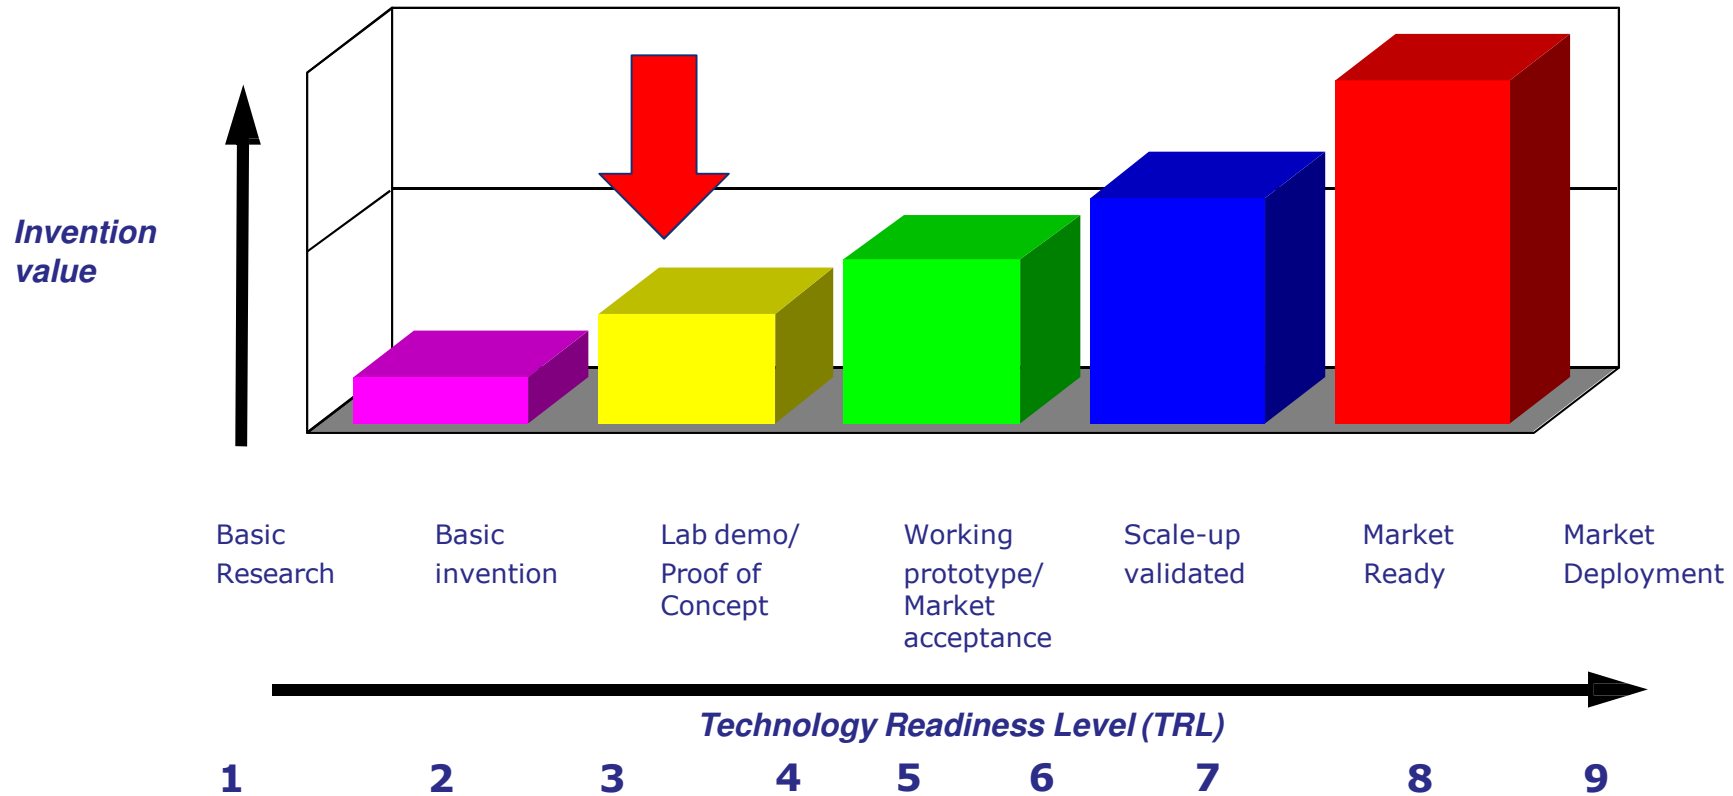 Invention
value
Basic
Research
Basic
invention
Lab demo/
Proof of
Concept
Working
prototype/
Market
acceptance
Scale-up
validated
Market
Ready
Market
Deployment
Technology Readiness Level (TRL)
1 2 3 4 5 6 7 8 9